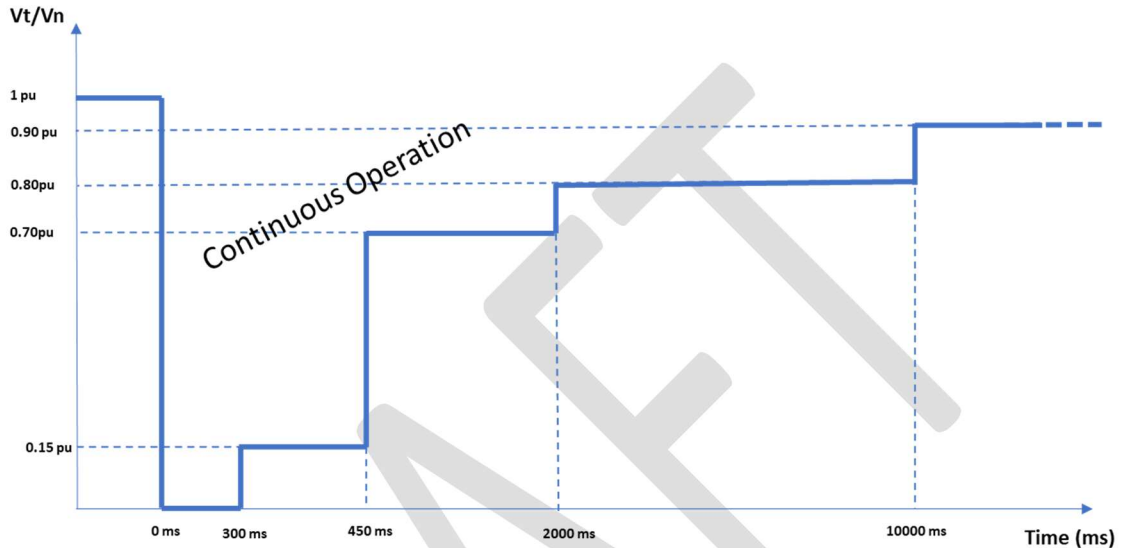 Vt/Vn
1 pu
0.90 pu
0.80pu
0.70pu
0.15 pu
Continuous Operation
0 ms
300 ms
450 ms
2000 ms
10000 ms
Time (ms)